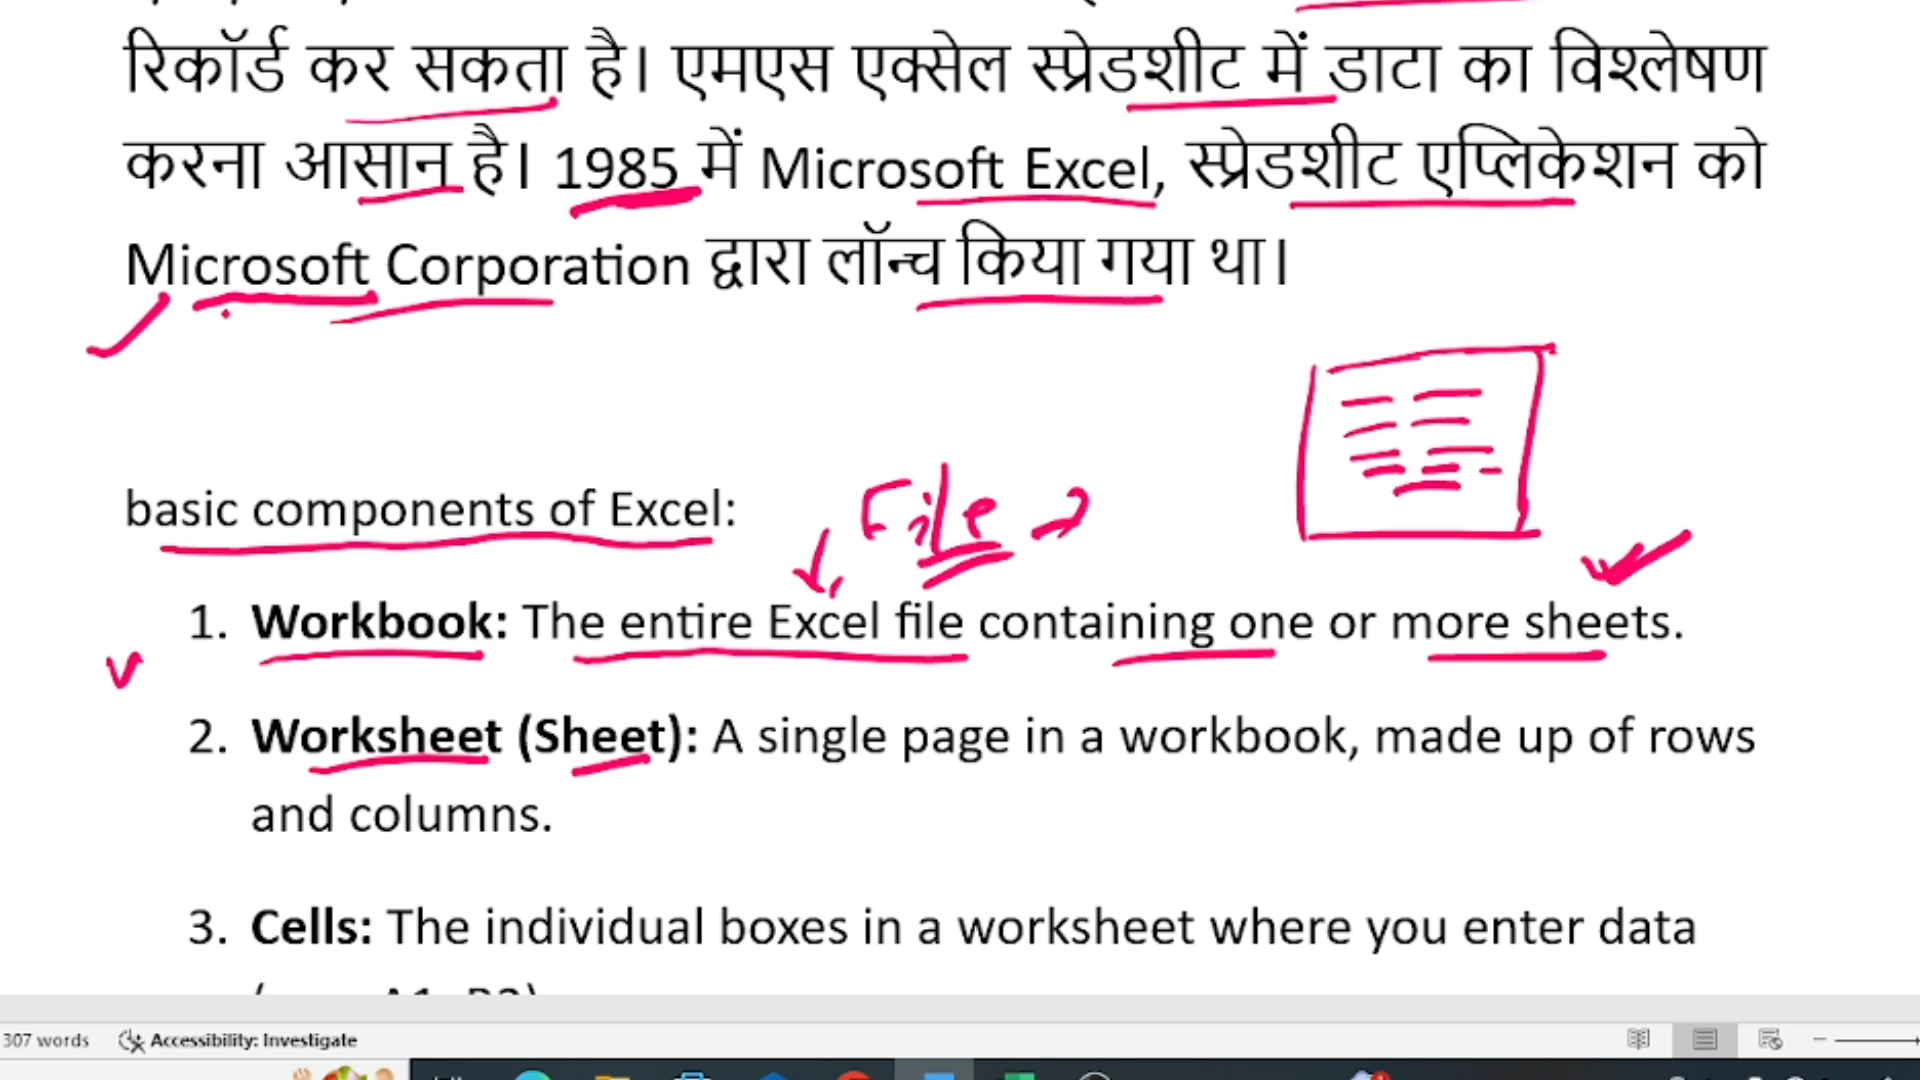 रिकॉर्ड कर सकता है। एमएस एक्सेल स्प्रेडशीट में डाटा का विश्लेषण
करना आसान है। 1985 में Microsoft Excel, स्प्रेडशीट एप्लिकेशन को
Microsoft Corporation द्वारा लॉन्च किया गया था।
basic components of Excel:
File
1. Workbook: The entire Excel file containing one or more sheets.
2. Worksheet (Sheet): A single page in a workbook, made up of rows
and columns.
3. Cells: The individual boxes in a worksheet where you enter data
307 words Accessibility: Investigate